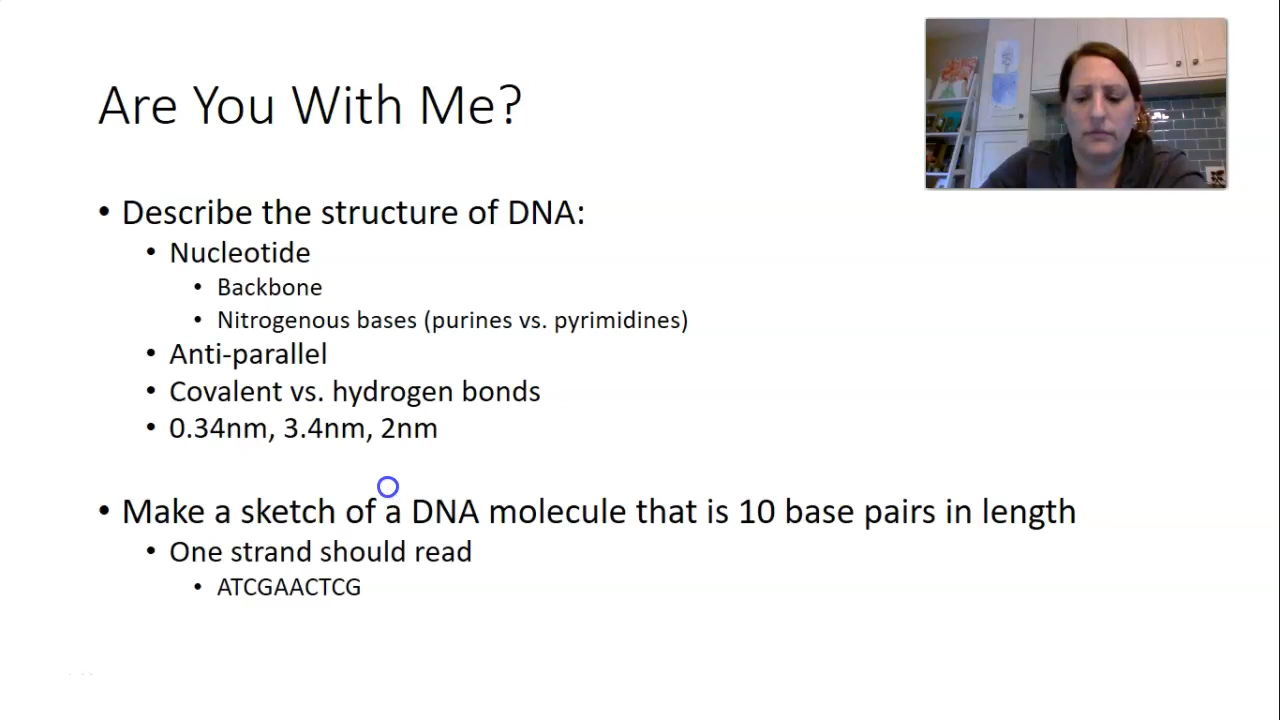 Are You With Me?
• Describe the structure of DNA:
• Nucleotide
• Backbone
• Nitrogenous bases (purines vs. pyrimidines)
• Anti-parallel
• Covalent vs. hydrogen bonds
• 0.34nm, 3.4nm, 2nm
• Make a sketch of a DNA molecule that is 10 base pairs in length
• One strand should read
• ATCGAACTCG